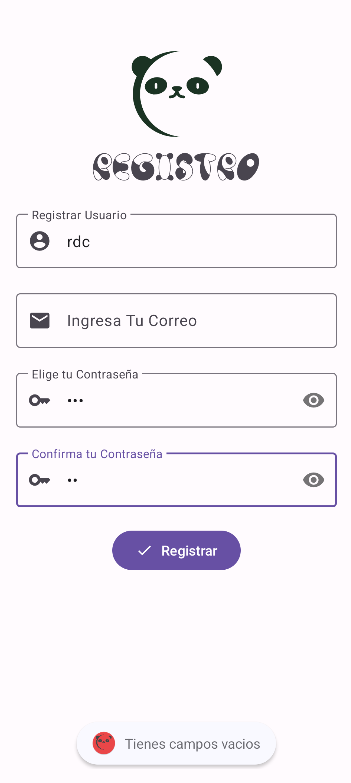 REGISTRO
Registrar Usuario
rdc
Ingresa Tu Correo
Elige tu Contraseña
•••
Confirma tu Contraseña
••
Registrar
Tienes campos vacios